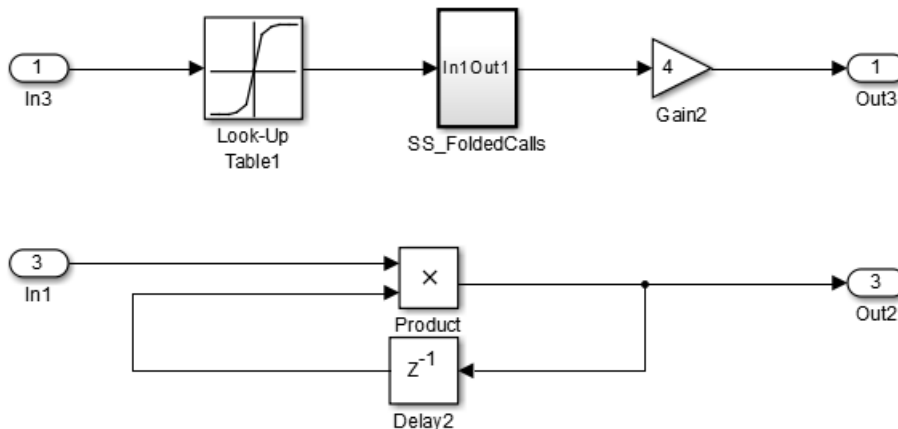 1
In3
Look-Up
Table1
In1Out1
SS_FoldedCalls
4
Gain2
1
Out3
3
In1
×
Product
Z-1
Delay2
3
Out2